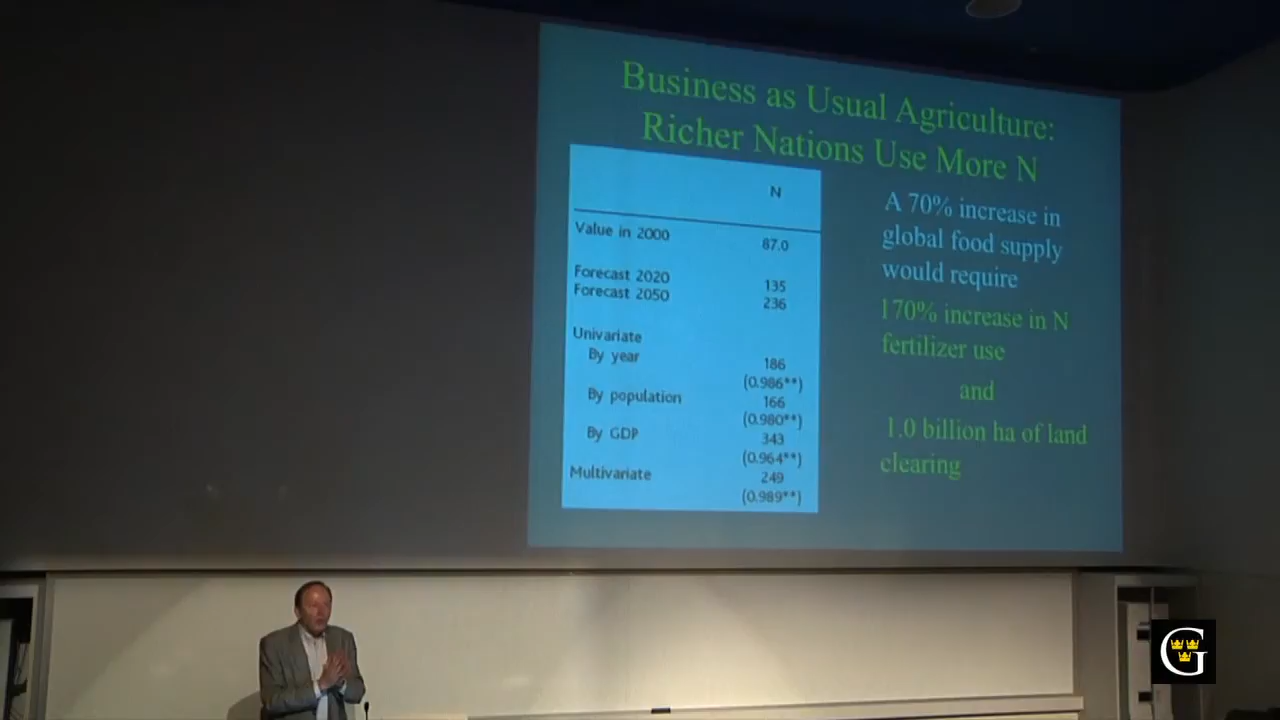 Business as Usual Agriculture:
Richer Nations Use More N
N
Value in 2000 87.0
Forecast 2020 135
Forecast 2050 236
Univariate
By year 186
(0.986**)
By population 166
(0.980**)
By GDP 343
(0.964**)
Multivariate 249
(0.989**)
A 70% increase in
global food supply
would require
170% increase in N
fertilizer use
and
1.0 billion ha of land
clearing
G